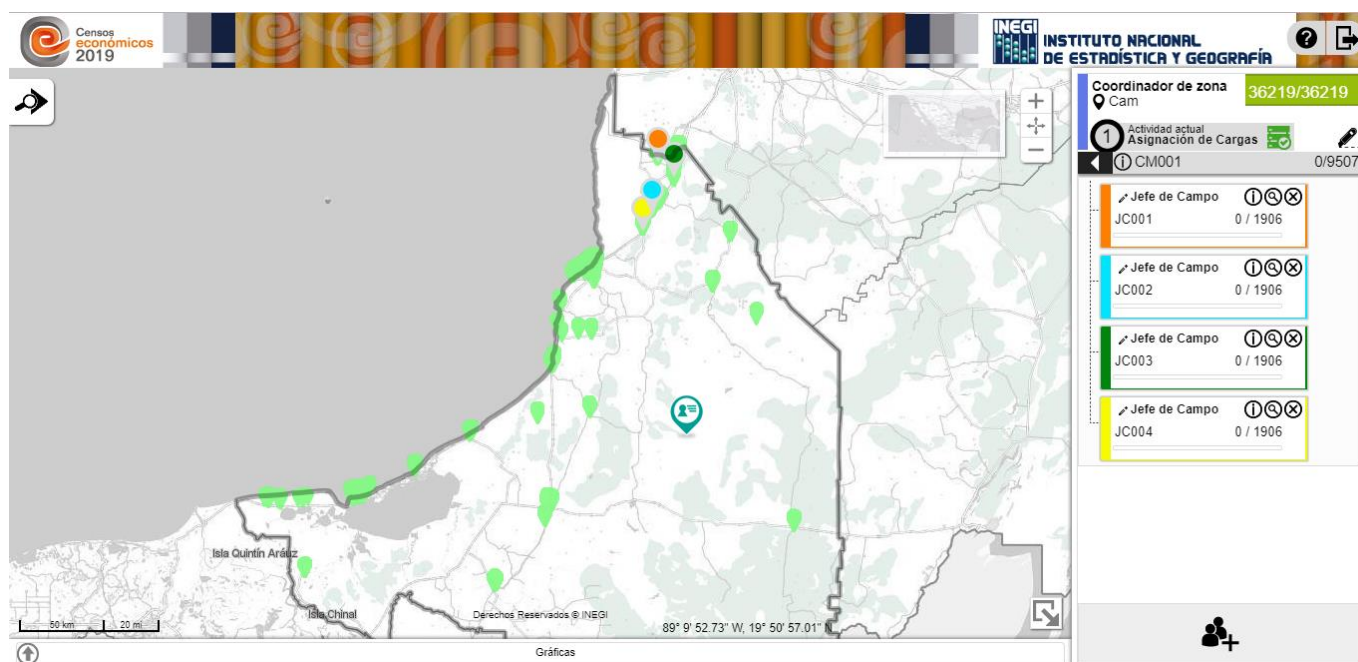 Censos
económicos
2019
INEGI
INSTITUTO NACIONAL
DE ESTADÍSTICA Y GEOGRAFÍA
?
Coordinador de zona
Cam
36219/36219
1
Actividad actual
Asignación de Cargas
CM001 0/9507
Jefe de Campo
JC001 0 / 1906
Jefe de Campo
JC002 0 / 1906
Jefe de Campo
JC003 0 / 1906
Jefe de Campo
JC004 0 / 1906
Isla Quintín Aráuz
Isla Chinal
50 km 20 mi
Derechos Reservados © INEGI
89° 9' 52.73" W, 19° 50' 57.01" N
Gráficas